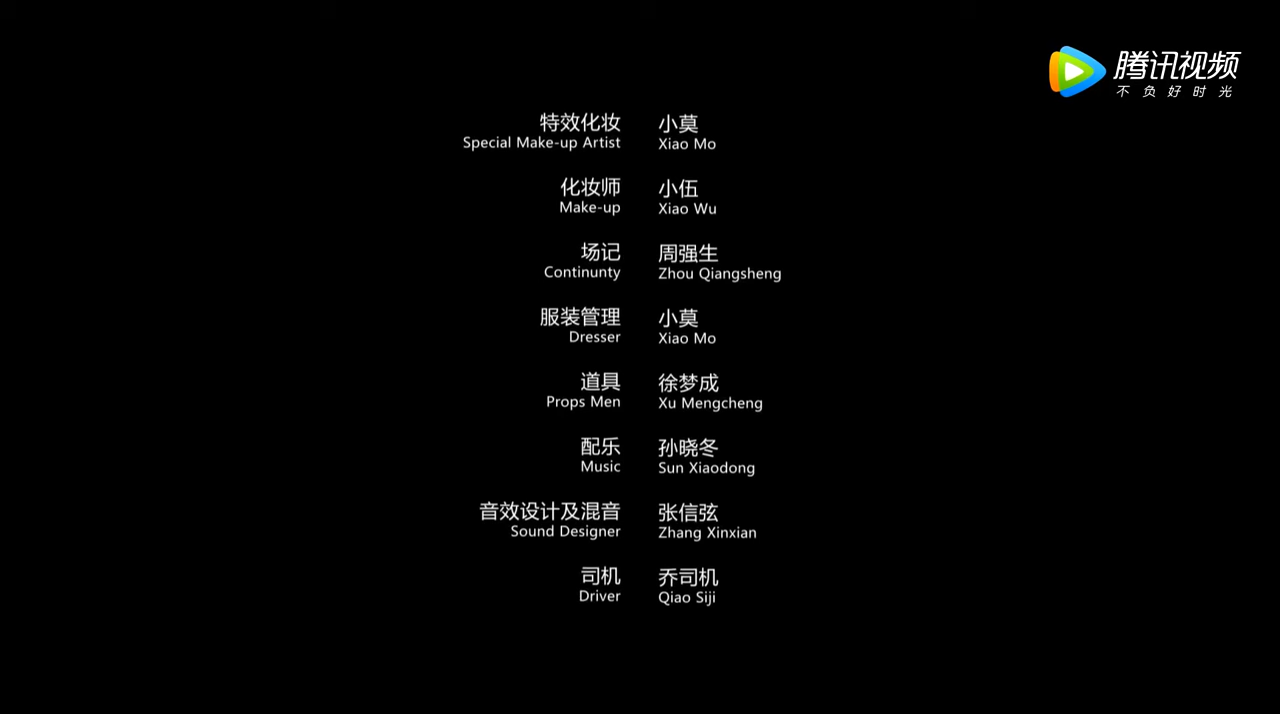 腾讯视频
不负好时光
特效化妆 小莫
Special Make-up Artist Xiao Mo
化妆师 小伍
Make-up Xiao Wu
场记 周强生
Continunty Zhou Qiangsheng
服装管理 小莫
Dresser Xiao Mo
道具 徐梦成
Props Men Xu Mengcheng
配乐 孙晓冬
Music Sun Xiaodong
音效设计及混音 张信弦
Sound Designer Zhang Xinxian
司机 乔司机
Driver Qiao Siji